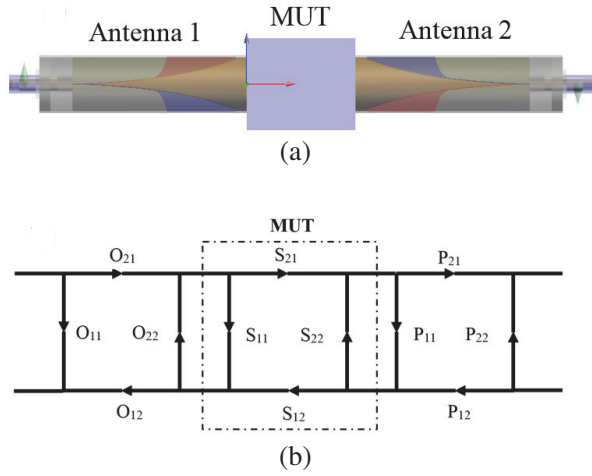 MUT
Antenna 1 Antenna 2
(a)
MUT
O21 S21 P21
O11 O22 S11 S22 P11 P22
O12 S12 P12
(b)